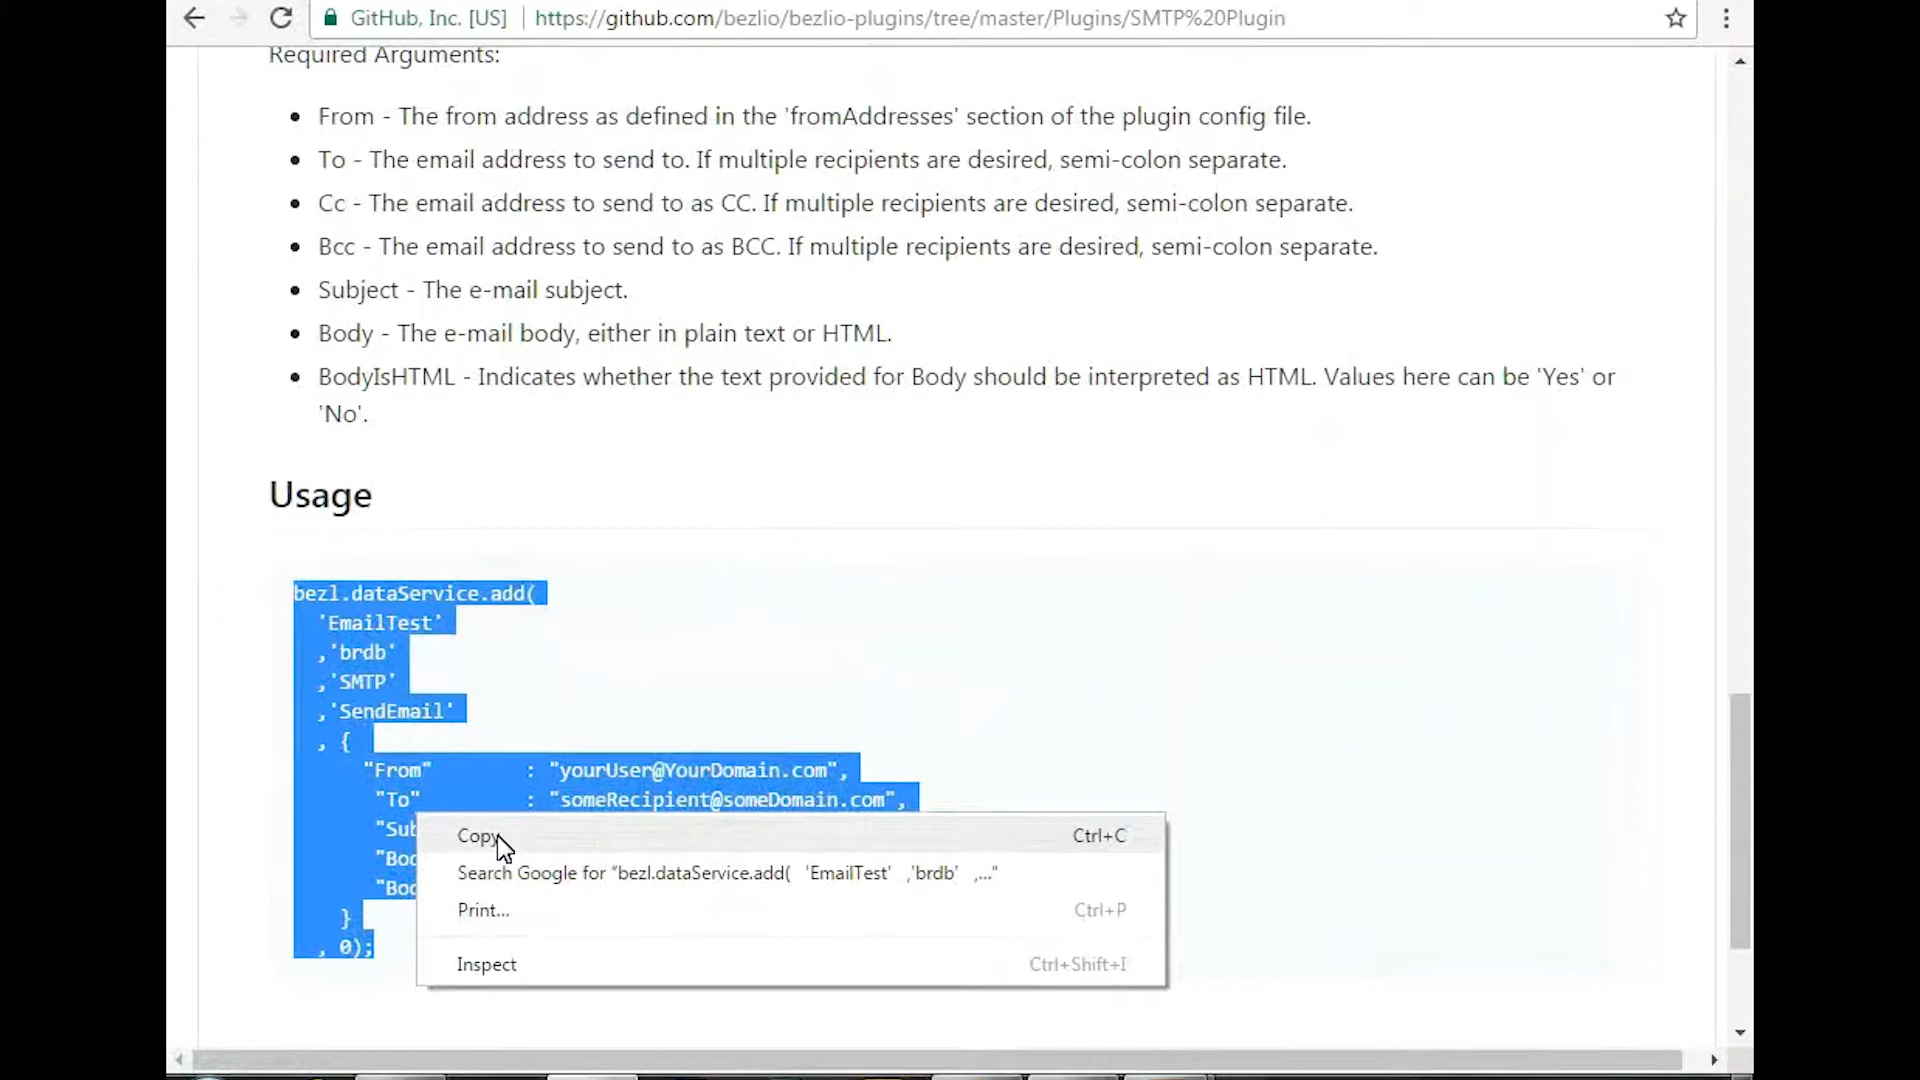 GitHub, Inc. [US] https://github.com/bezlio/bezlio-plugins/tree/master/Plugins/SMTP%20Plugin
Required Arguments:
From - The from address as defined in the 'fromAddresses' section of the plugin config file.
To - The email address to send to. If multiple recipients are desired, semi-colon separate.
Cc - The email address to send to as CC. If multiple recipients are desired, semi-colon separate.
Bcc - The email address to send to as BCC. If multiple recipients are desired, semi-colon separate.
Subject - The e-mail subject.
Body - The e-mail body, either in plain text or HTML.
BodyIsHTML - Indicates whether the text provided for Body should be interpreted as HTML. Values here can be 'Yes' or
'No'.
Usage
bezl.dataService.add(
'EmailTest'
,'brdb'
,'SMTP'
,'SendEmail'
, {
"From" : "yourUser@YourDomain.com",
"To" : "someRecipient@someDomain.com",
"Sub
"Bod
"Bod
}
, 0);
Copy Ctrl+C
Search Google for "bezl.dataService.add( 'EmailTest' ,'brdb' ,..."
Print... Ctrl+P
Inspect Ctrl+Shift+I